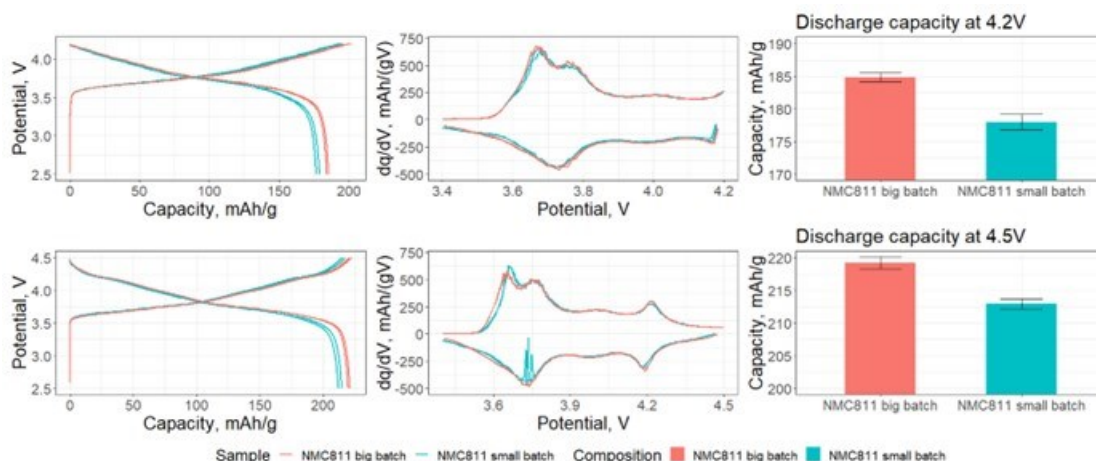 Discharge capacity at 4.2V
Potential, V
4.0
3.5
3.0
2.5
0
50
100
150
200
Capacity, mAh/g
dq/dV, mAh/(gV)
750
500
250
0
-250
-500
3.4
3.6
3.8
4.0
4.2
Potential, V
Capacity, mAh/g
190
185
180
175
170
NMC811 big batch
NMC811 small batch
Discharge capacity at 4.5V
Potential, V
4.5
4.0
3.5
3.0
2.5
0
50
100
150
200
Capacity, mAh/g
dq/dV, mAh/(gV)
750
500
250
0
-250
-500
3.6
3.9
4.2
4.5
Potential, V
Capacity, mAh/g
220
215
210
205
200
NMC811 big batch
NMC811 small batch
Sample NMC811 big batch NMC811 small batch Composition NMC811 big batch NMC811 small batch